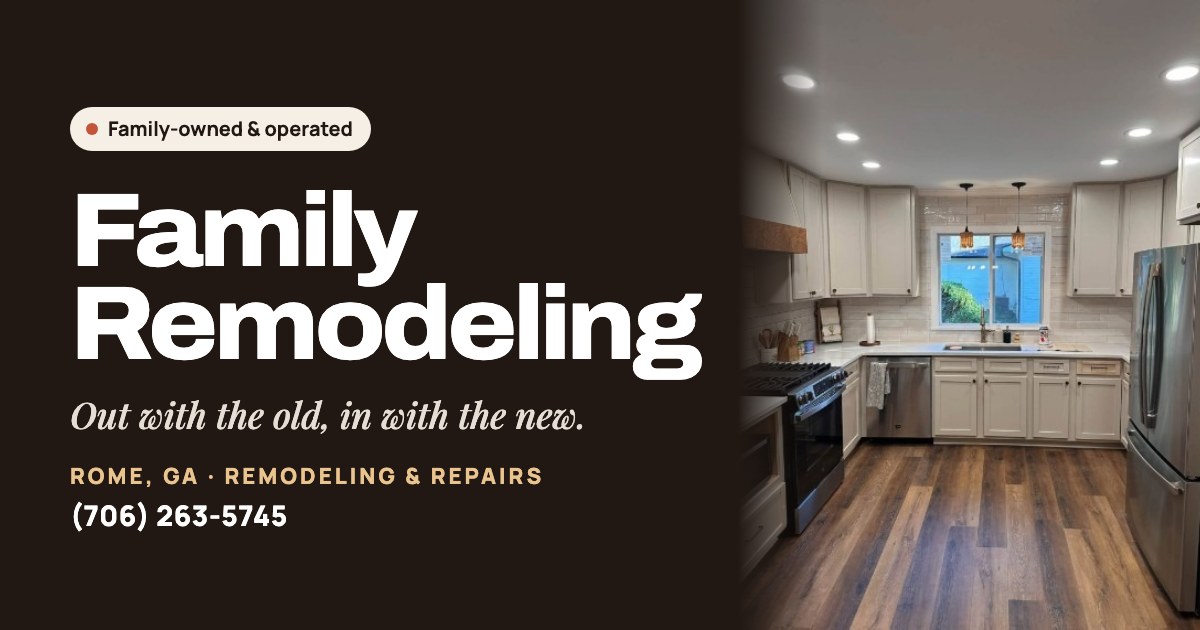 Family-owned & operated
Family
Remodeling
Out with the old, in with the new.
ROME, GA · REMODELING & REPAIRS
(706) 263-5745